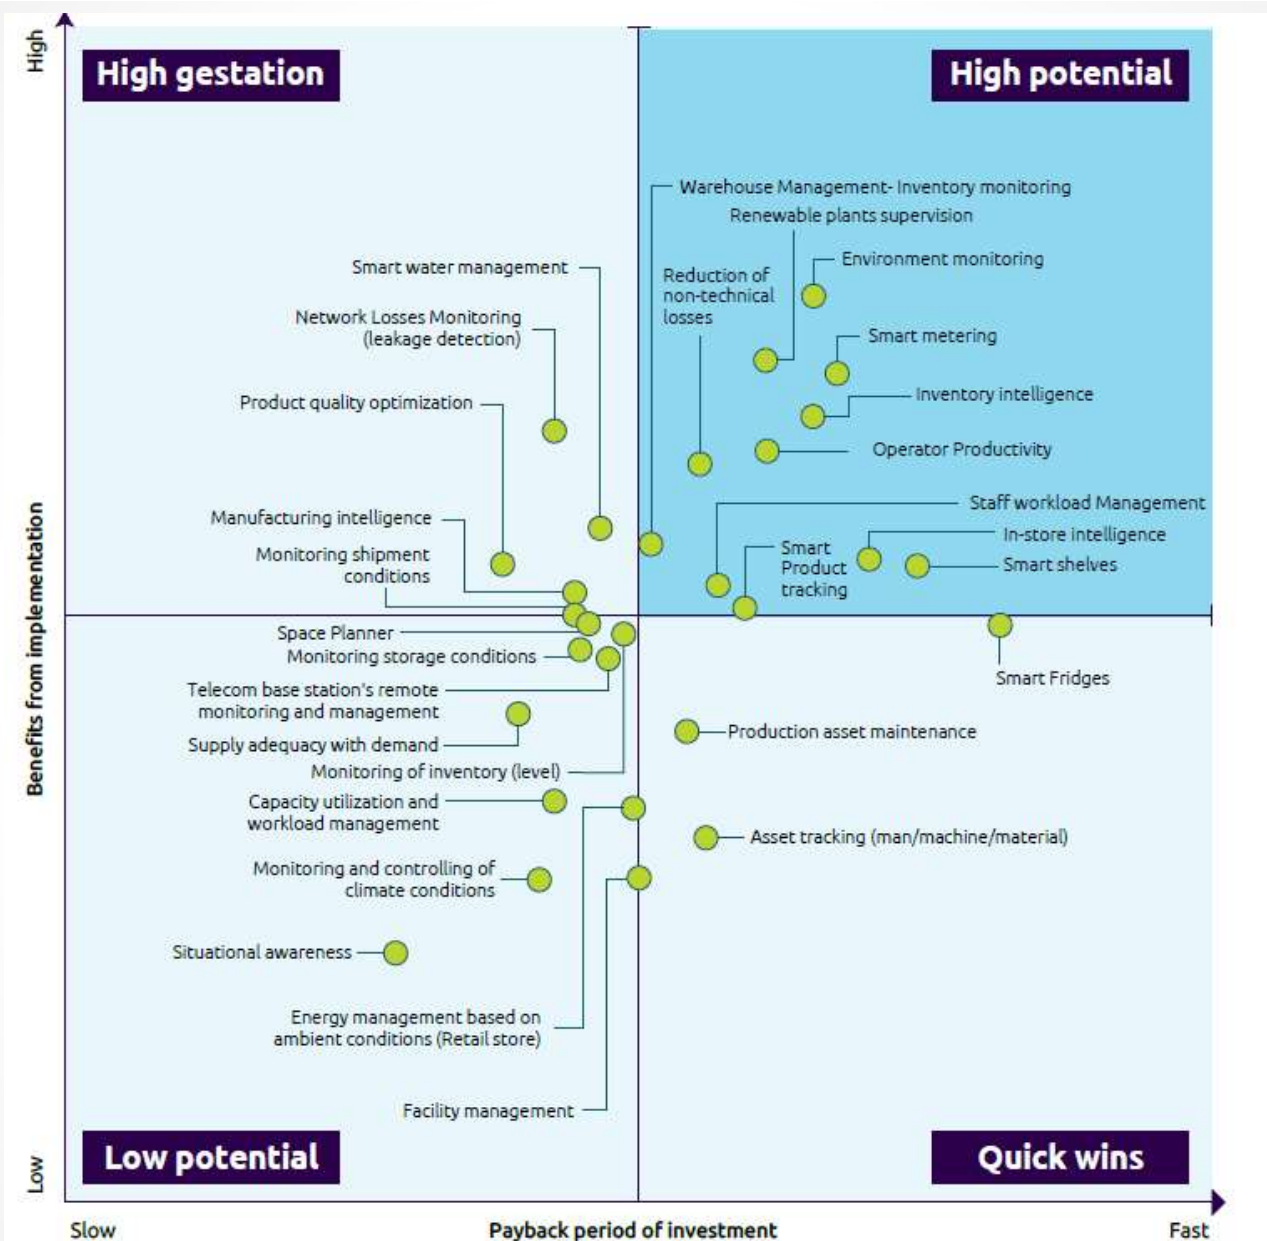 High
High gestation
High potential
Warehouse Management- Inventory monitoring
Renewable plants supervision
Environment monitoring
Smart water management
Reduction of
non-technical
losses
Network Losses Monitoring
(leakage detection)
Smart metering
Inventory intelligence
Product quality optimization
Operator Productivity
Staff workload Management
Manufacturing intelligence
In-store intelligence
Smart
Product
tracking
Monitoring shipment
conditions
Smart shelves
Space Planner
Monitoring storage conditions
Smart Fridges
Telecom base station's remote
monitoring and management
Production asset maintenance
Supply adequacy with demand
Monitoring of inventory (level)
Capacity utilization and
workload management
Asset tracking (man/machine/material)
Monitoring and controlling of
climate conditions
Situational awareness
Energy management based on
ambient conditions (Retail store)
Facility management
Benefits from implementation
Low potential
Quick wins
Low
Slow
Payback period of investment
Fast